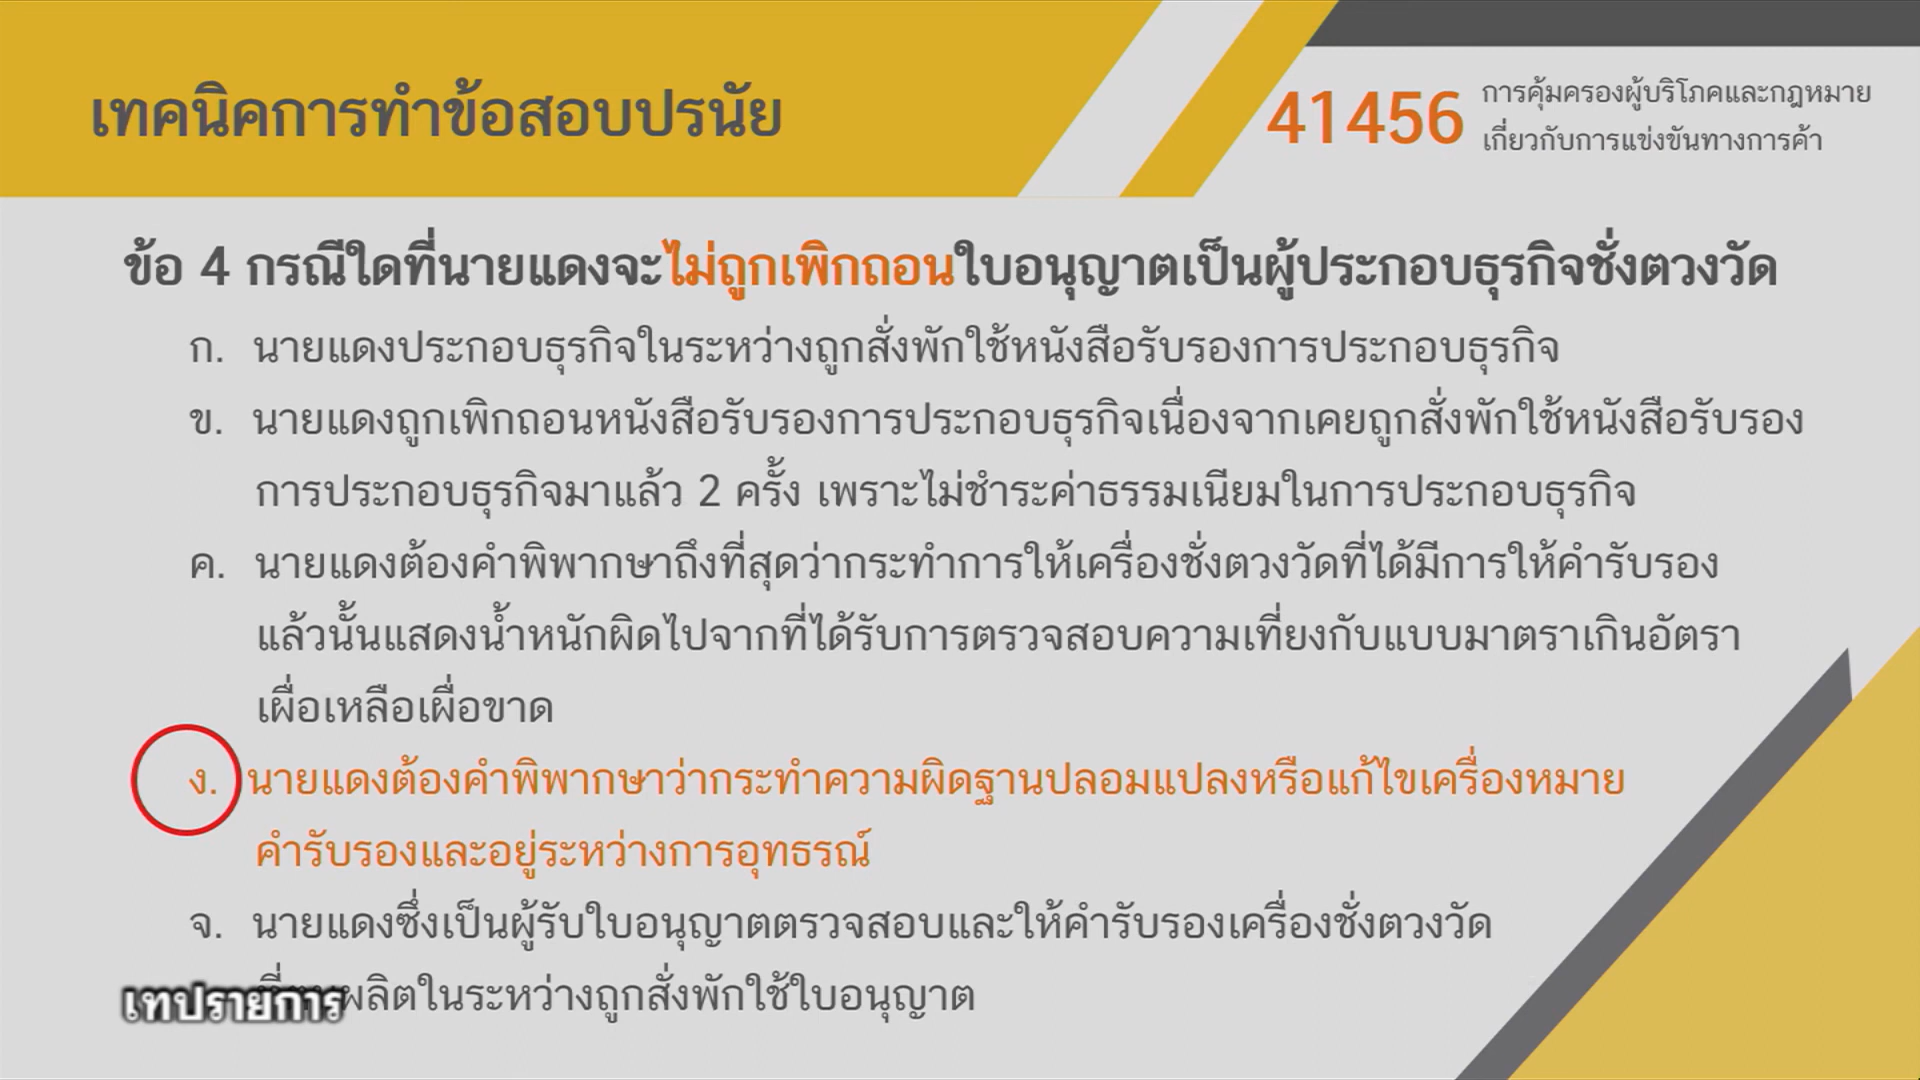 เทคนิคการทำข้อสอบปรนัย
41456
การคุ้มครองผู้บริโภคและกฎหมาย
เกี่ยวกับการแข่งขันทางการค้า
ข้อ 4 กรณีใดที่นายแดงจะไม่ถูกเพิกถอนใบอนุญาตเป็นผู้ประกอบธุรกิจชั่งตวงวัด
ก. นายแดงประกอบธุรกิจในระหว่างถูกสั่งพักใช้หนังสือรับรองการประกอบธุรกิจ
ข. นายแดงถูกเพิกถอนหนังสือรับรองการประกอบธุรกิจเนื่องจากเคยถูกสั่งพักใช้หนังสือรับรอง
การประกอบธุรกิจมาแล้ว 2 ครั้ง เพราะไม่ชำระค่าธรรมเนียมในการประกอบธุรกิจ
ค. นายแดงต้องคำพิพากษาถึงที่สุดว่ากระทำการให้เครื่องชั่งตวงวัดที่ได้มีการให้คำรับรอง
แล้วนั้นแสดงน้ำหนักผิดไปจากที่ได้รับการตรวจสอบความเที่ยงกับแบบมาตราเกินอัตรา
เผื่อเหลือเผื่อขาด
ง. นายแดงต้องคำพิพากษาว่ากระทำความผิดฐานปลอมแปลงหรือแก้ไขเครื่องหมาย
คำรับรองและอยู่ระหว่างการอุทธรณ์
จ. นายแดงซึ่งเป็นผู้รับใบอนุญาตตรวจสอบและให้คำรับรองเครื่องชั่งตวงวัด
ผลิตในระหว่างถูกสั่งพักใช้ใบอนุญาต
เทปรายการ